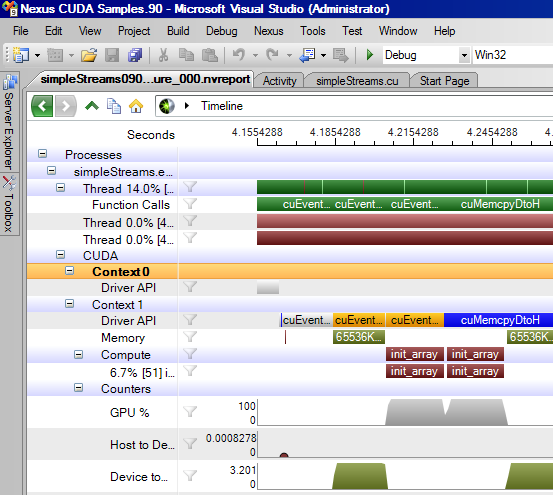 Nexus CUDA Samples.90 - Microsoft Visual Studio (Administrator)
File Edit View Project Build Debug Nexus Tools Test Window Help
Debug Win32
simpleStreams090...ure_000.nvreport Activity simpleStreams.cu Start Page
Server Explorer
Toolbox
Timeline
Seconds 4.1554288 4.1854288 4.2154288 4.2454288 4.
Processes
simpleStreams.e...
Thread 14.0% [...
Function Calls cuEvent... cuEvent... cuEvent... cuMemcpyDtoH
Thread 0.0% [4...
Thread 0.0% [4...
CUDA
Context 0
Driver API
Context 1
Driver API cuEvent... cuEvent... cuEvent... cuMemcpyDtoH
Memory 65536K... 65536K...
Compute init_array init_array
6.7% [51] i... init_array init_array
Counters
GPU % 100 0
Host to De... 0.0008278 0
Device to... 3.201 0